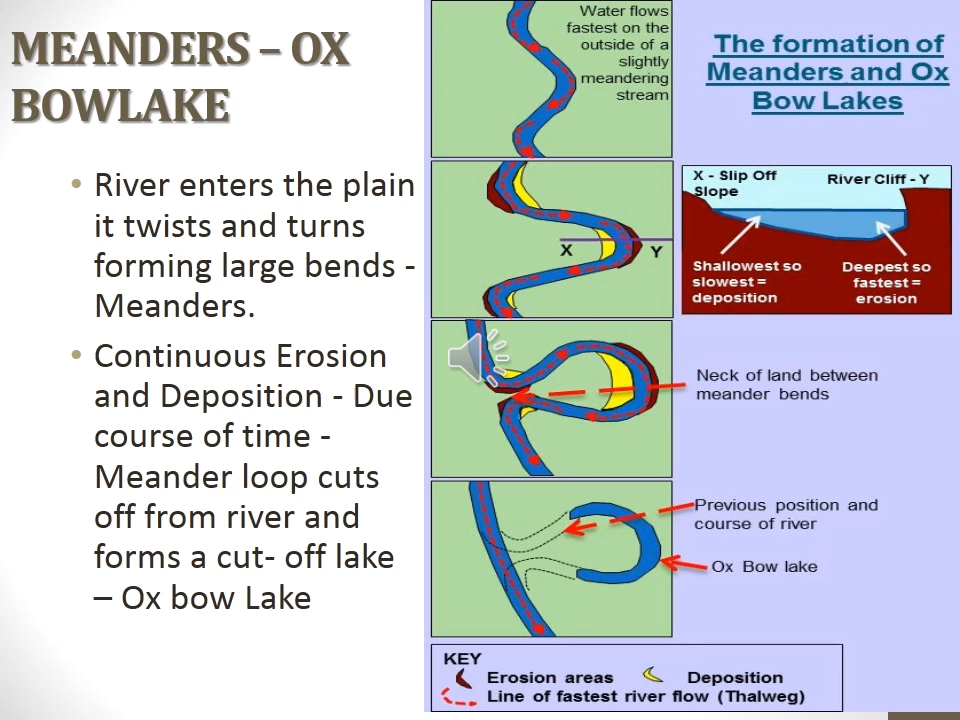 MEANDERS – OX
BOWLAKE
• River enters the plain
it twists and turns
forming large bends -
Meanders.
• Continuous Erosion
and Deposition - Due
course of time -
Meander loop cuts
off from river and
forms a cut- off lake
– Ox bow Lake
Water flows
fastest on the
outside of a
slightly
meandering
stream
The formation of
Meanders and Ox
Bow Lakes
X
Y
X - Slip Off
Slope
River Cliff - Y
Shallowest so
slowest =
deposition
Deepest so
fastest =
erosion
Neck of land between
meander bends
Previous position and
course of river
Ox Bow lake
KEY
Erosion areas
Deposition
Line of fastest river flow (Thalweg)